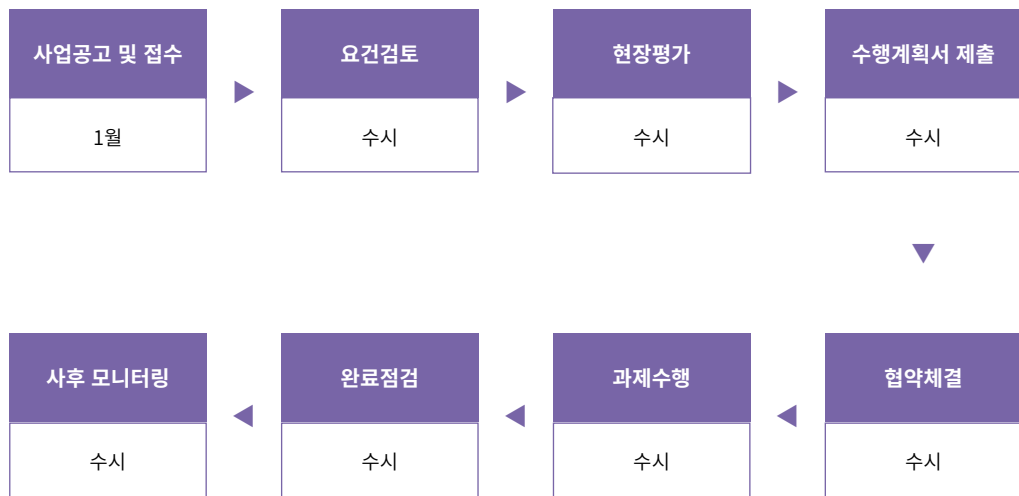 사업공고 및 접수
1월
요건검토
수시
현장평가
수시
수행계획서 제출
수시
협약체결
수시
과제수행
수시
완료점검
수시
사후 모니터링
수시